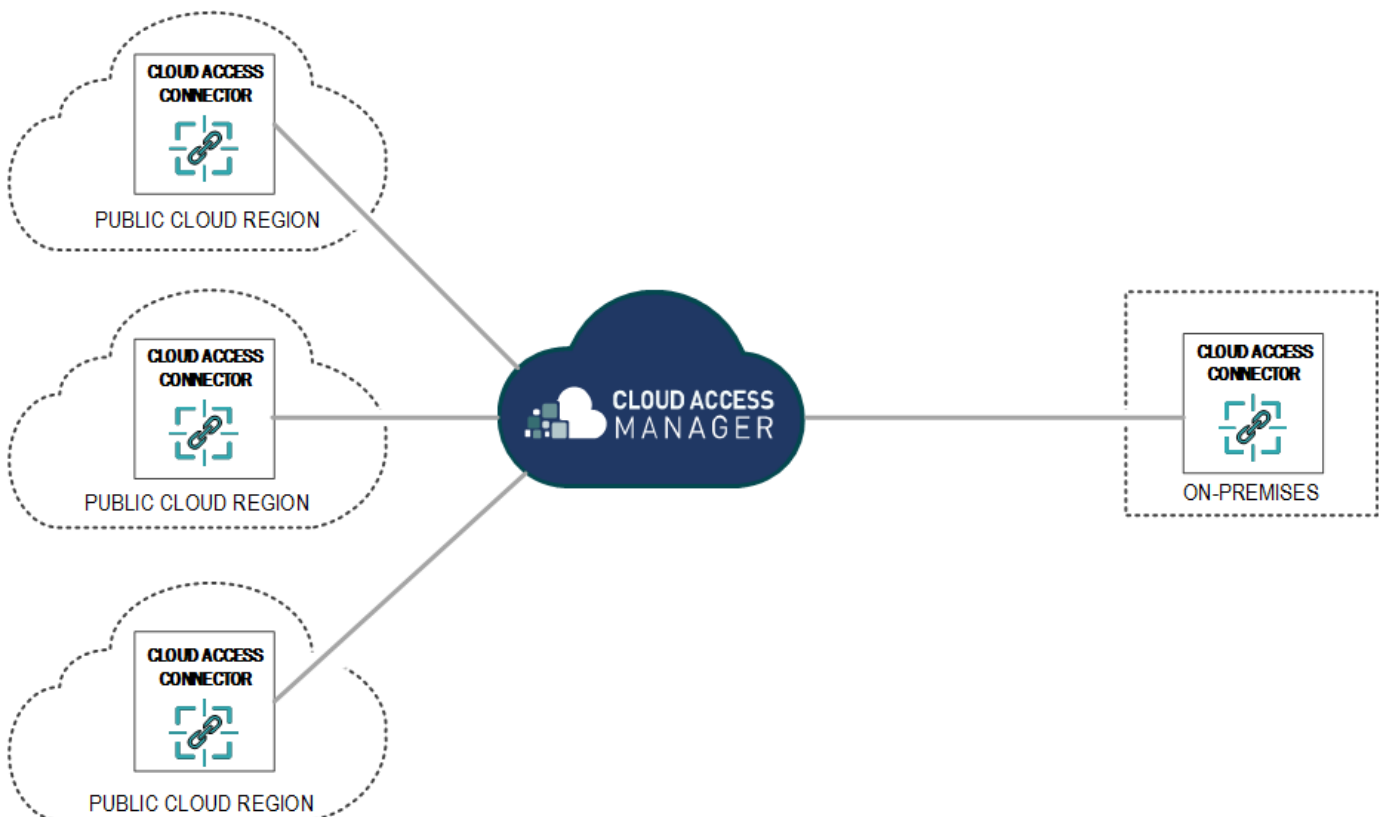 CLOUD ACCESS
CONNECTOR
PUBLIC CLOUD REGION
CLOUD ACCESS
CONNECTOR
PUBLIC CLOUD REGION
CLOUD ACCESS
CONNECTOR
PUBLIC CLOUD REGION
CLOUD ACCESS
MANAGER
CLOUD ACCESS
CONNECTOR
ON-PREMISES